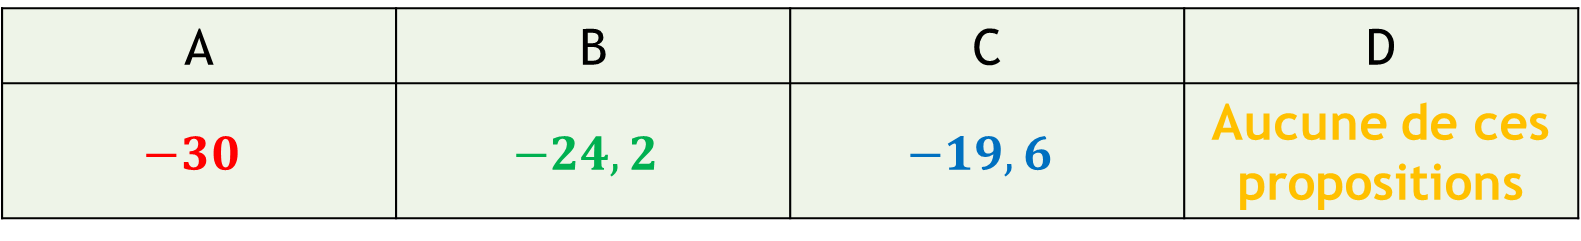 A B C D
−30 −24,2 −19,6 Aucune de ces
propositions